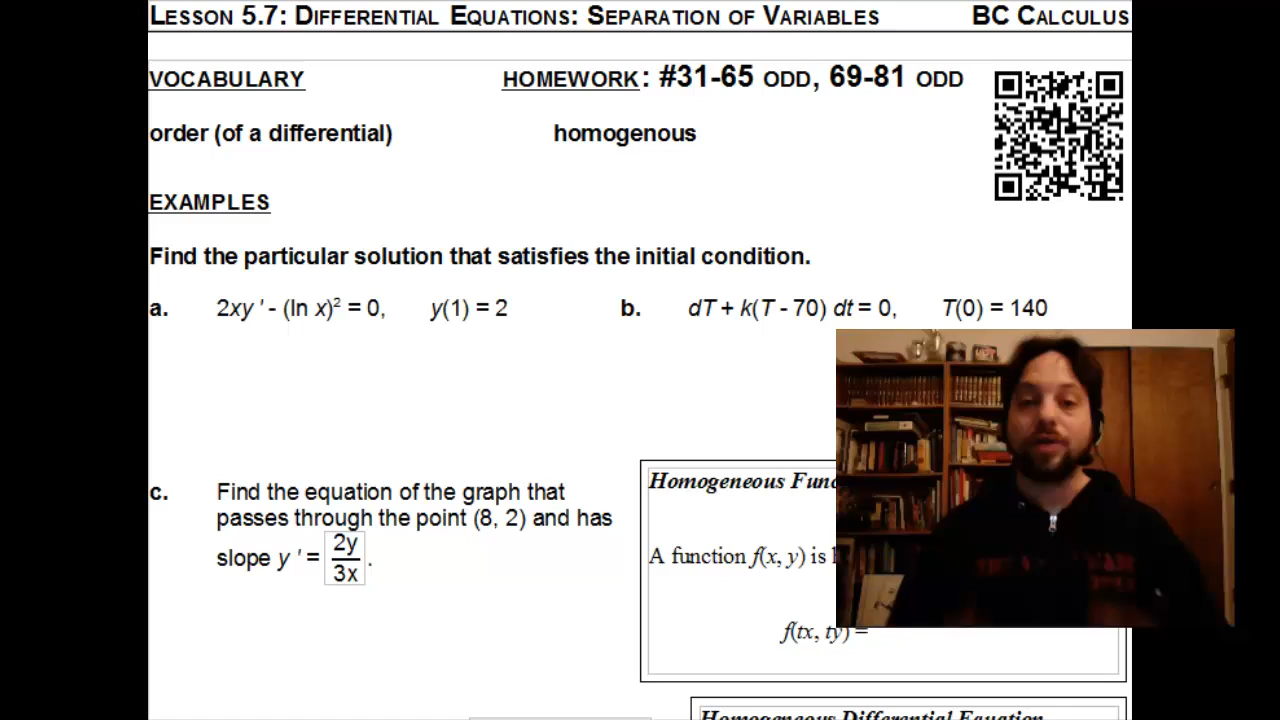 LESSON 5.7: DIFFERENTIAL EQUATIONS: SEPARATION OF VARIABLES BC CALCULUS
VOCABULARY HOMEWORK: #31-65 ODD, 69-81 ODD
order (of a differential) homogenous
EXAMPLES
Find the particular solution that satisfies the initial condition.
a. 2xy ' - (ln x)² = 0, y(1) = 2 b. dT + k(T - 70) dt = 0, T(0) = 140
c. Find the equation of the graph that
passes through the point (8, 2) and has
slope y ' = 2y/3x.
Homogeneous
A function f(x, y) is
f(tx, ty) =
Homogeneous Differential Equation